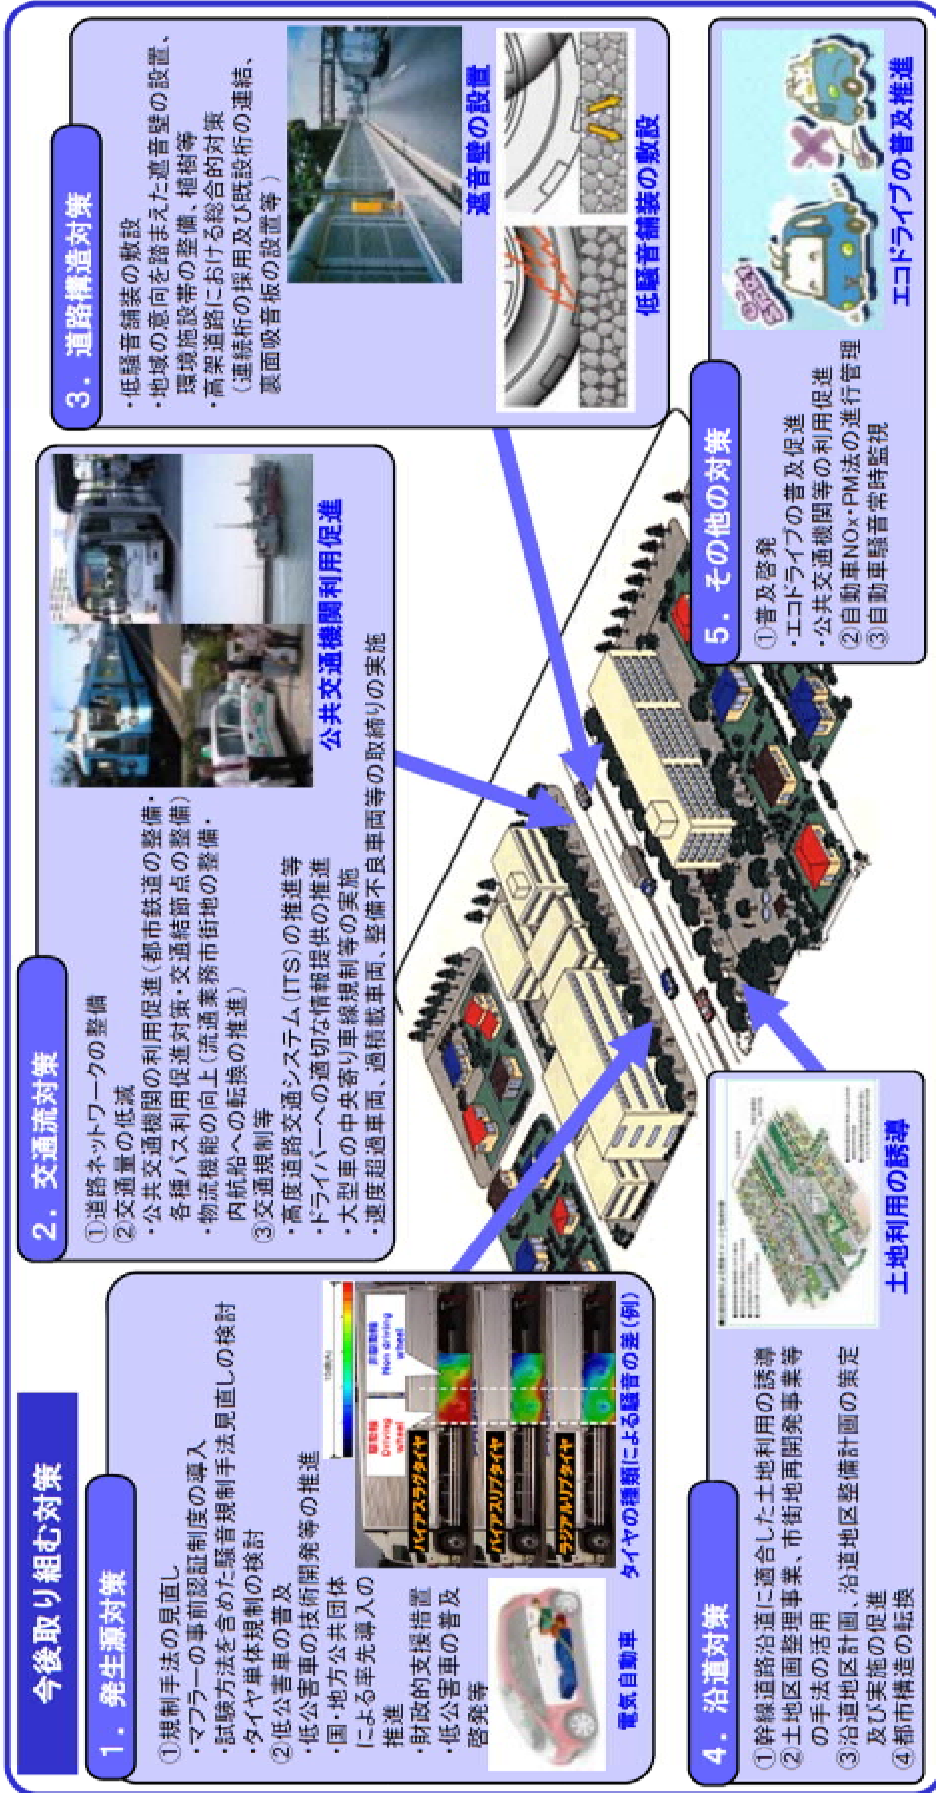 今後取り組む対策
1．発生源対策
①規制手法の見直し
・マフラーの事前認証制度の導入
・試験方法を含めた騒音規制手法見直しの検討
・タイヤ単体規制の検討
②低公害車の普及
・低公害車の技術開発等の推進
・国・地方公共団体
による率先導入の
推進
・財政的支援措置
・低公害車の普及
啓発等
電気自動車
駆動輪
Driving
wheel
非駆動輪
Non driving
wheel
バイアスラグタイヤ
バイアスリブタイヤ
ラジアルリブタイヤ
タイヤの種類による騒音の差(例)
2．交通流対策
①道路ネットワークの整備
②交通量の低減
・公共交通機関の利用促進(都市鉄道の整備・
各種バス利用促進対策・交通結節点の整備)
・物流機能の向上(流通業務市街地の整備・
内航船への転換の推進)
③交通規制等
・高度道路交通システム(ITS)の推進等
・ドライバーへの適切な情報提供の推進
・大型車の中央寄り車線規制等の実施
・速度超過車両、過積載車両、整備不良車両等の取締りの実施
公共交通機関利用促進
3．道路構造対策
・低騒音舗装の敷設
・地域の意向を踏まえた遮音壁の設置、
環境施設帯の整備、植樹等
・高架道路における総合的対策
(連続桁の採用及び既設桁の連結、
裏面吸音板の設置等)
遮音壁の設置
低騒音舗装の敷設
4．沿道対策
①幹線道路沿道に適合した土地利用の誘導
②土地区画整理事業、市街地再開発事業等
の手法の活用
③沿道地区計画、沿道地区整備計画の策定
及び実施の促進
④都市構造の転換
土地利用の誘導
5．その他の対策
①普及啓発
・エコドライブの普及促進
・公共交通機関等の利用促進
②自動車NOx・PM法の進行管理
③自動車騒音常時監視
エコドライブの普及推進